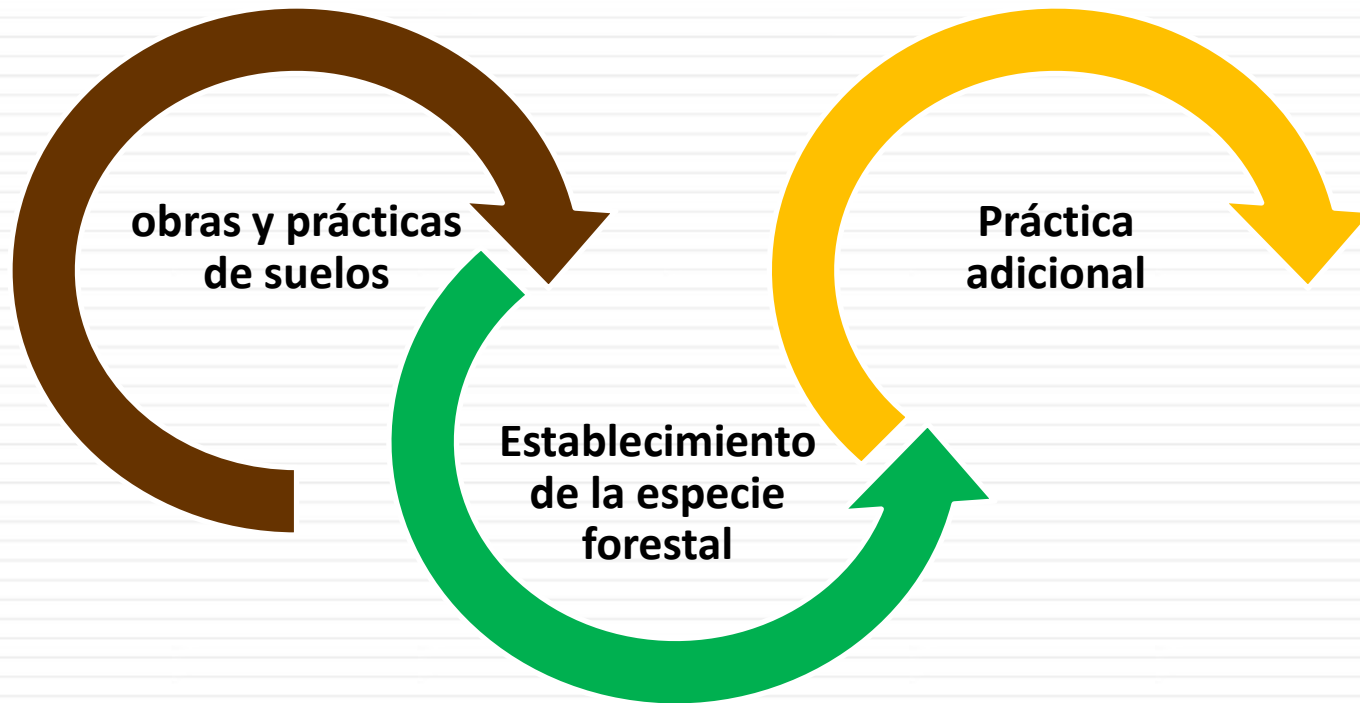 obras y prácticas
de suelos
Establecimiento
de la especie
forestal
Práctica
adicional